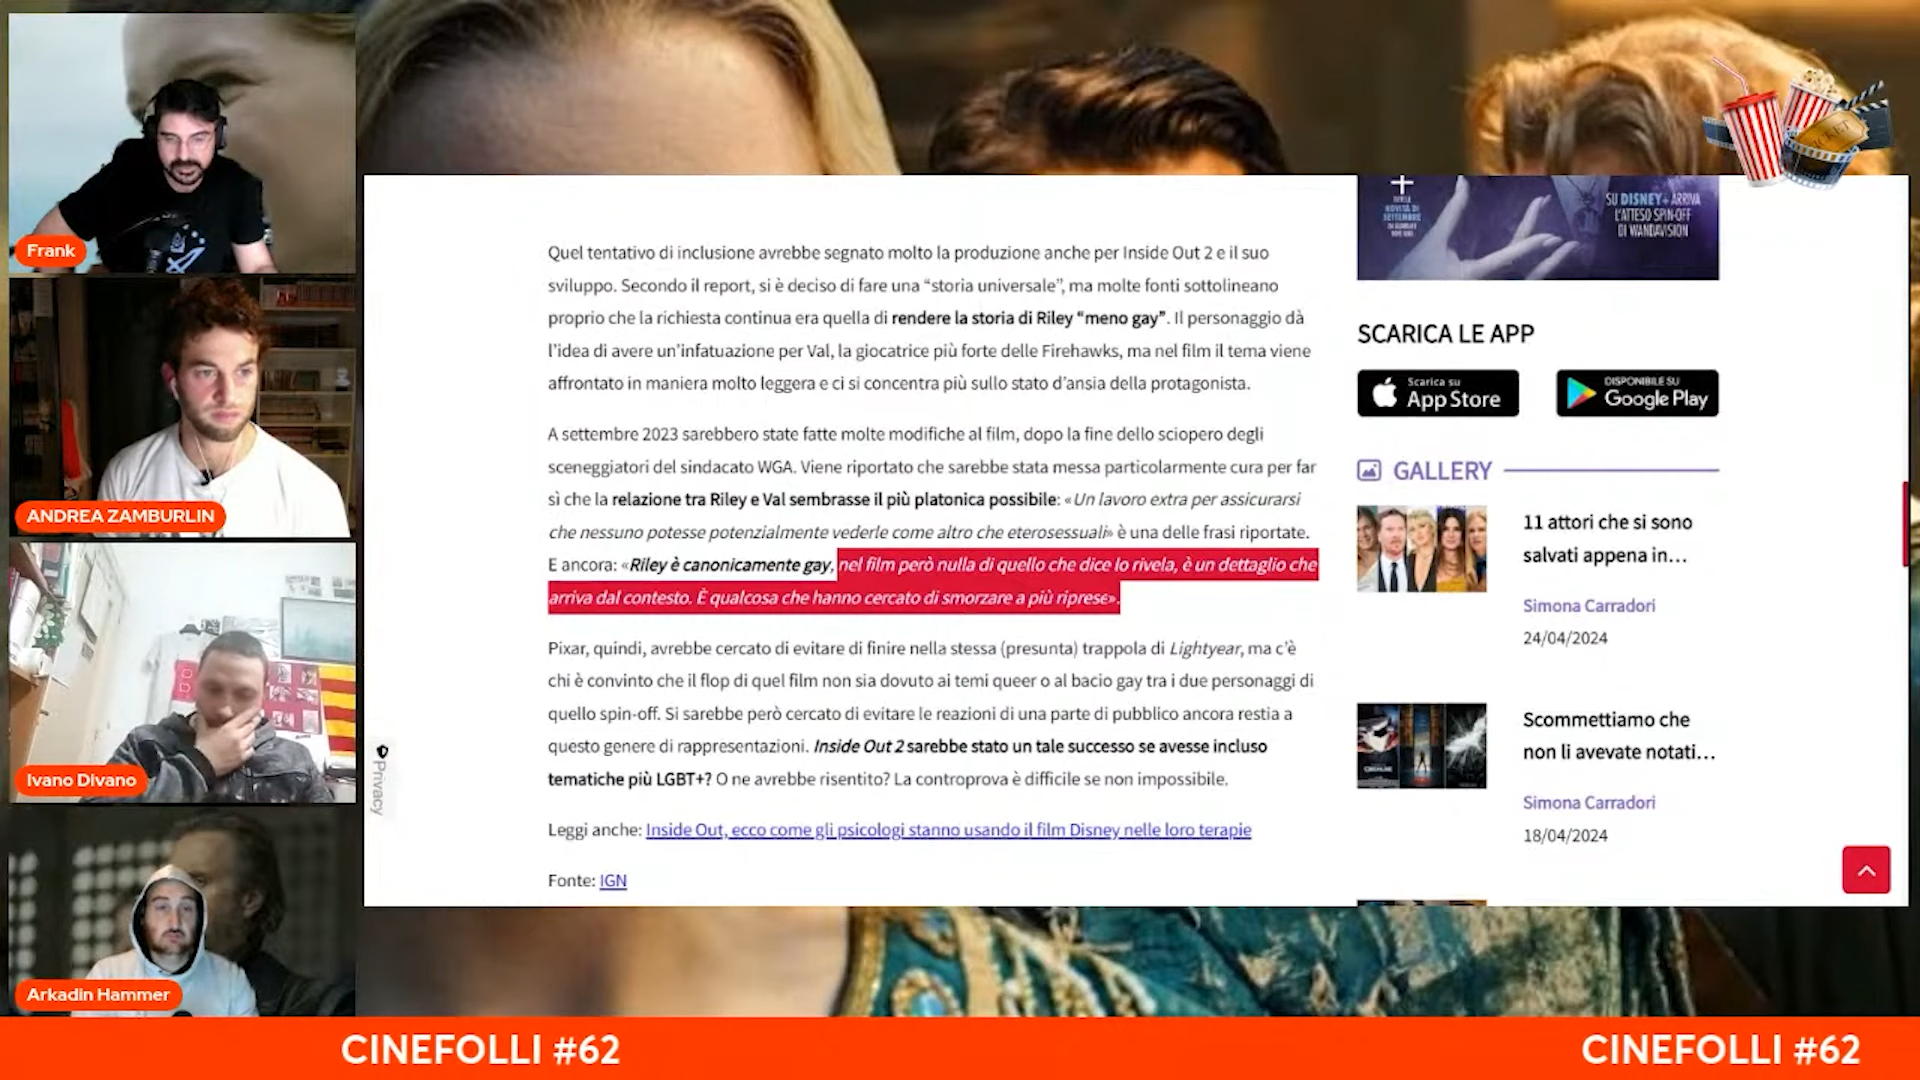 Frank
ANDREA ZAMBURLIN
Ivano Divano
Arkadin Hammer
Quel tentativo di inclusione avrebbe segnato molto la produzione anche per Inside Out 2 e il suo
sviluppo. Secondo il report, si è deciso di fare una “storia universale”, ma molte fonti sottolineano
proprio che la richiesta continua era quella di rendere la storia di Riley “meno gay”. Il personaggio dà
l’idea di avere un’infatuazione per Val, la giocatrice più forte delle Firehawks, ma nel film il tema viene
affrontato in maniera molto leggera e ci si concentra più sullo stato d’ansia della protagonista.
A settembre 2023 sarebbero state fatte molte modifiche al film, dopo la fine dello sciopero degli
sceneggiatori del sindacato WGA. Viene riportato che sarebbe stata messa particolarmente cura per far
sì che la relazione tra Riley e Val sembrasse il più platonica possibile: «Un lavoro extra per assicurarsi
che nessuno potesse potenzialmente vederle come altro che eterosessuali» è una delle frasi riportate.
E ancora: «Riley è canonicamente gay, nel film però nulla di quello che dice lo rivela, è un dettaglio che
arriva dal contesto. È qualcosa che hanno cercato di smorzare a più riprese».
Pixar, quindi, avrebbe cercato di evitare di finire nella stessa (presunta) trappola di Lightyear, ma c’è
chi è convinto che il flop di quel film non sia dovuto ai temi queer o al bacio gay tra i due personaggi di
quello spin-off. Si sarebbe però cercato di evitare le reazioni di una parte di pubblico ancora restia a
questo genere di rappresentazioni. Inside Out 2 sarebbe stato un tale successo se avesse incluso
tematiche più LGBT+? O ne avrebbe risentito? La controprova è difficile se non impossibile.
Leggi anche: Inside Out, ecco come gli psicologi stanno usando il film Disney nelle loro terapie
Fonte: IGN
Privacy
NOVITÀ DI
SETTEMBRE
SU DISNEY+ ARRIVA
L'ATTESO SPIN-OFF
DI WANDAVISION
SCARICA LE APP
Scarica su
App Store
DISPONIBILE SU
Google Play
GALLERY
11 attori che si sono
salvati appena in...
Simona Carradori
24/04/2024
Scommettiamo che
non li avevate notati...
Simona Carradori
18/04/2024
CINEFOLLI #62
CINEFOLLI #62